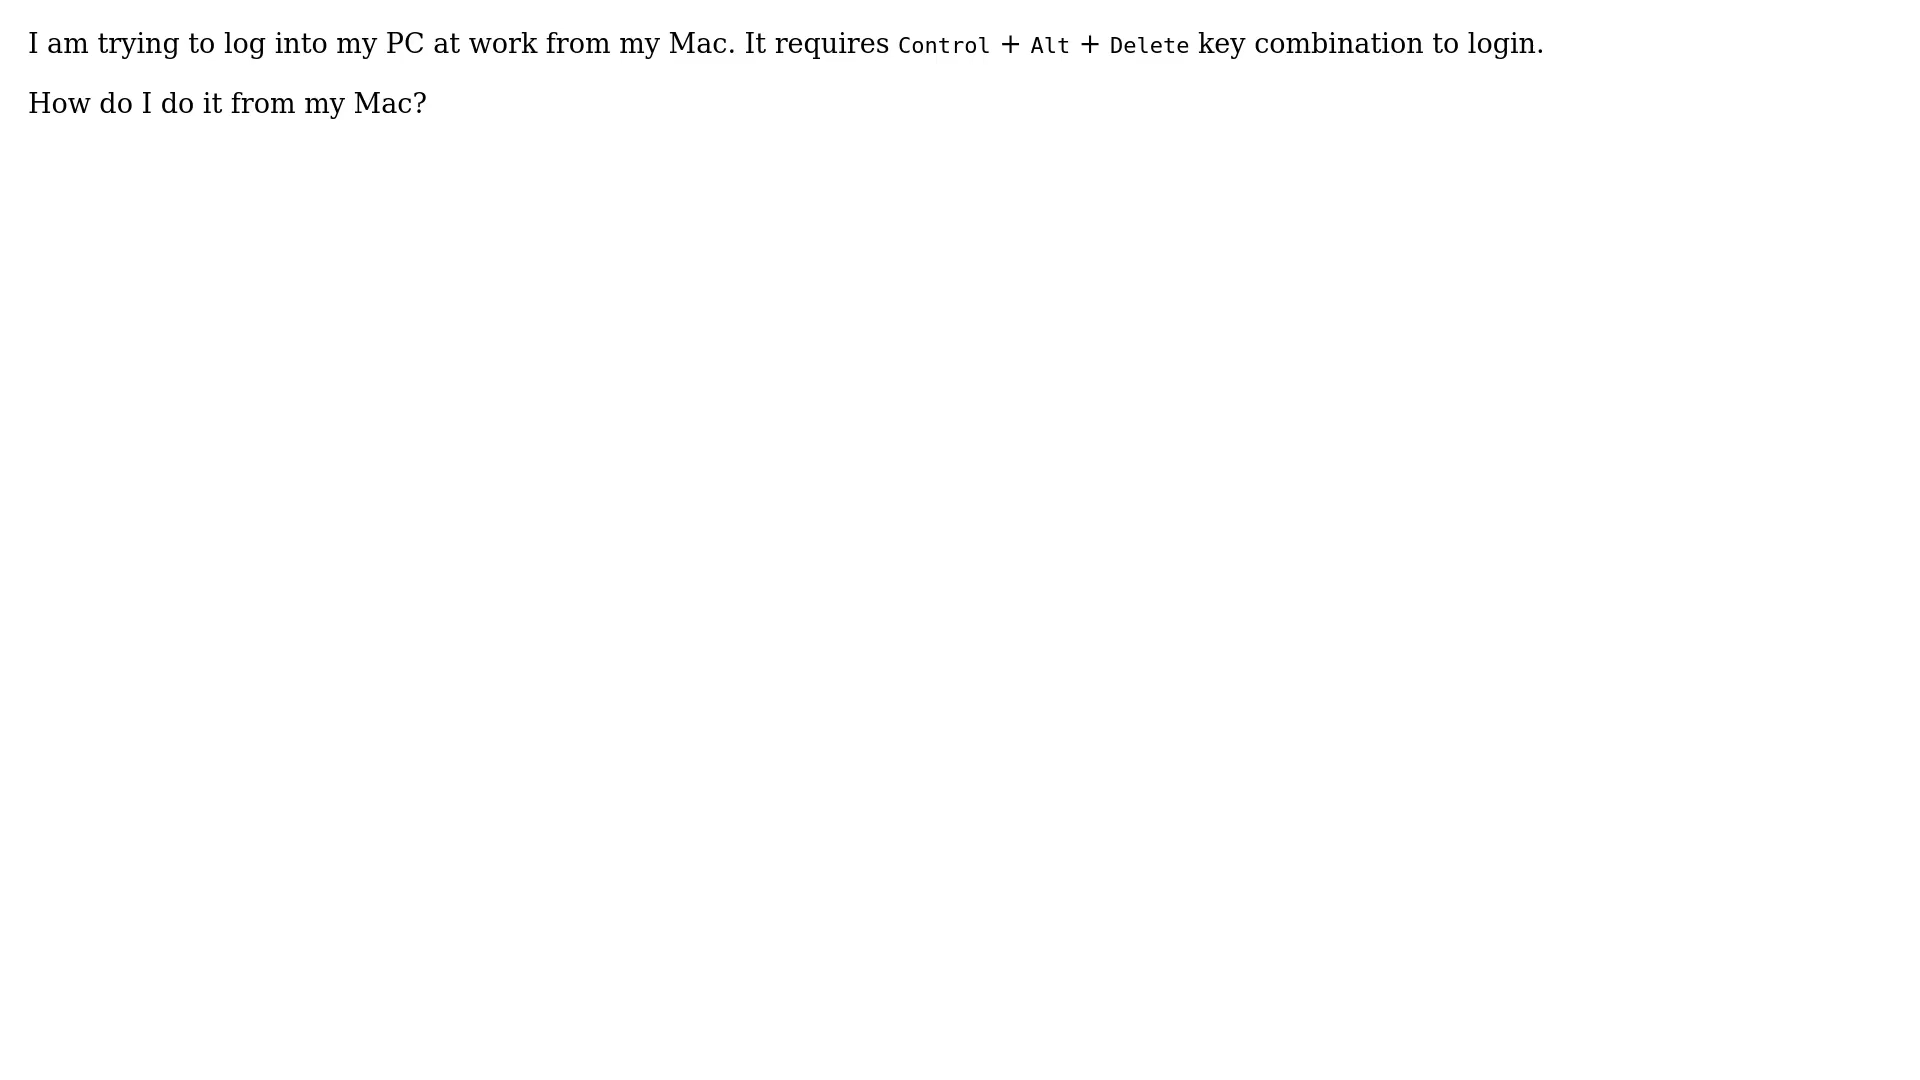 I am trying to log into my PC at work from my Mac. It requires Control + Alt + Delete key combination to login.
How do I do it from my Mac?